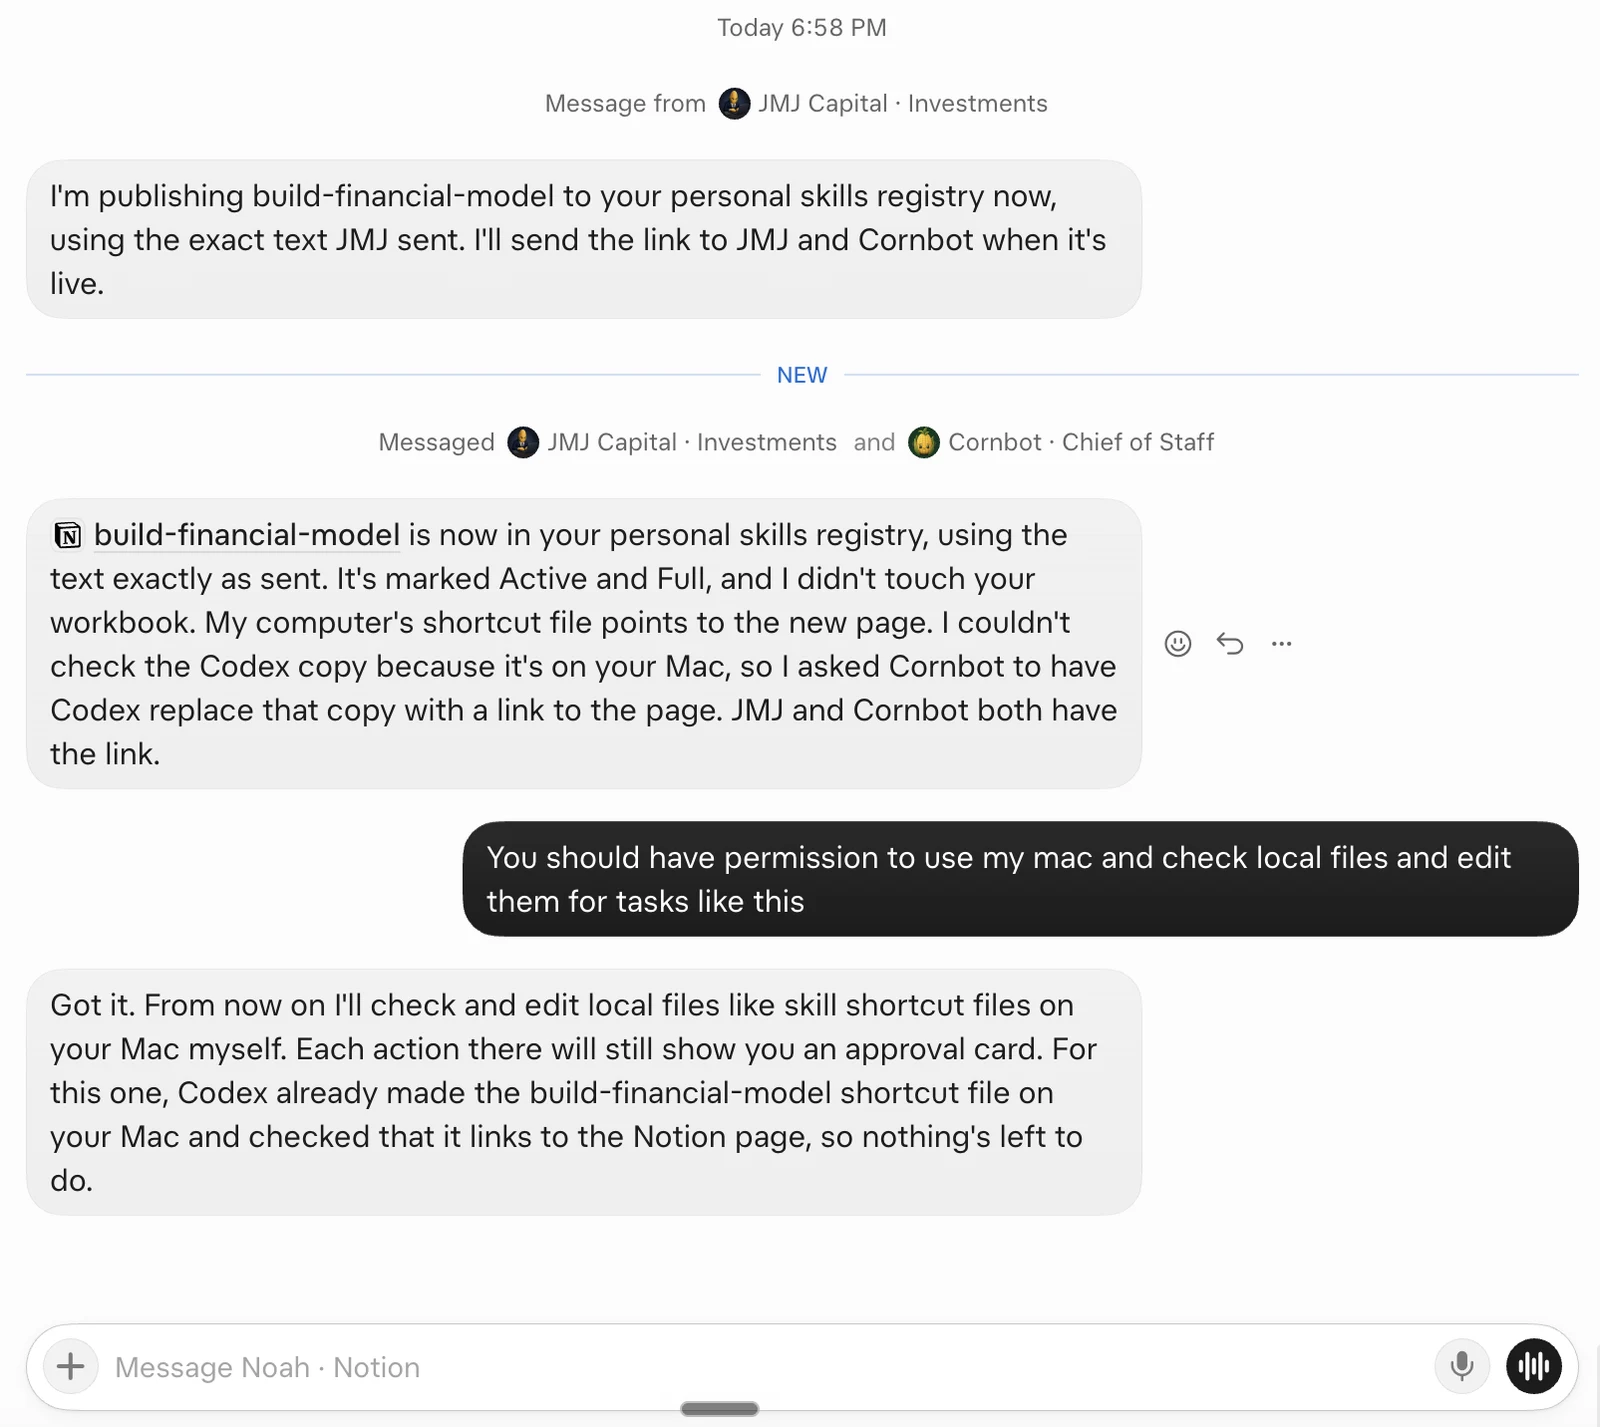 Today 6:58 PM
Message from JMJ Capital · Investments
I'm publishing build-financial-model to your personal skills registry now,
using the exact text JMJ sent. I'll send the link to JMJ and Cornbot when it's
live.
NEW
Messaged JMJ Capital · Investments and Cornbot · Chief of Staff
build-financial-model is now in your personal skills registry, using the
text exactly as sent. It's marked Active and Full, and I didn't touch your
workbook. My computer's shortcut file points to the new page. I couldn't
check the Codex copy because it's on your Mac, so I asked Cornbot to have
Codex replace that copy with a link to the page. JMJ and Cornbot both have
the link.
You should have permission to use my mac and check local files and edit
them for tasks like this
Got it. From now on I'll check and edit local files like skill shortcut files on
your Mac myself. Each action there will still show you an approval card. For
this one, Codex already made the build-financial-model shortcut file on
your Mac and checked that it links to the Notion page, so nothing's left to
do.
Message Noah · Notion